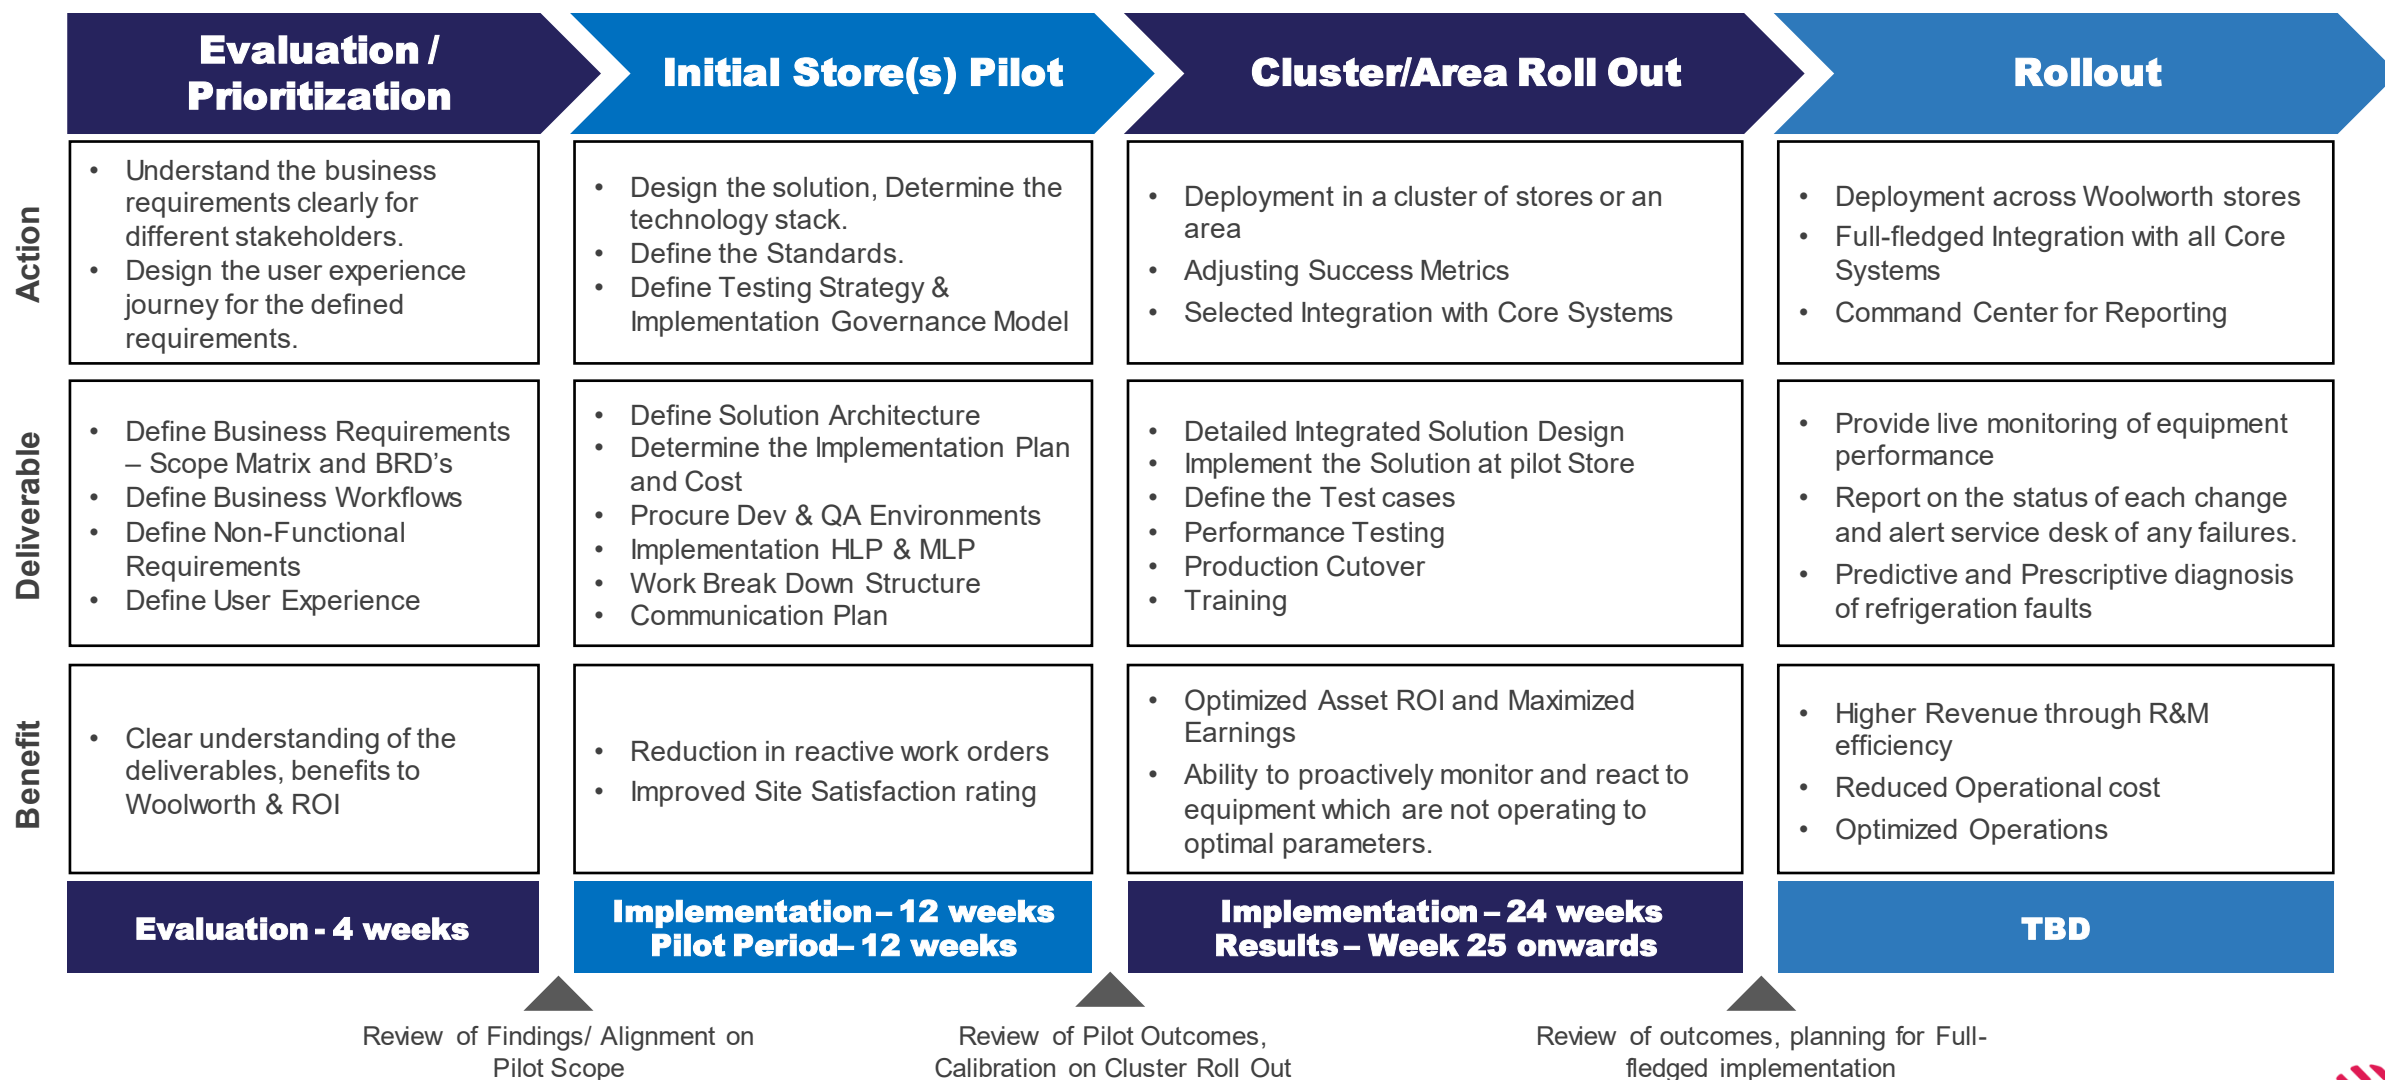 Evaluation /
Prioritization
Initial Store(s) Pilot
Cluster/Area Roll Out
Rollout
Action
• Understand the business
requirements clearly for
different stakeholders.
• Design the user experience
journey for the defined
requirements.
• Design the solution, Determine the
technology stack.
• Define the Standards.
• Define Testing Strategy &
Implementation Governance Model
• Deployment in a cluster of stores or an
area
• Adjusting Success Metrics
• Selected Integration with Core Systems
• Deployment across Woolworth stores
• Full-fledged Integration with all Core
Systems
• Command Center for Reporting
Deliverable
• Define Business Requirements
– Scope Matrix and BRD’s
• Define Business Workflows
• Define Non-Functional
Requirements
• Define User Experience
• Define Solution Architecture
• Determine the Implementation Plan
and Cost
• Procure Dev & QA Environments
• Implementation HLP & MLP
• Work Break Down Structure
• Communication Plan
• Detailed Integrated Solution Design
• Implement the Solution at pilot Store
• Define the Test cases
• Performance Testing
• Production Cutover
• Training
• Provide live monitoring of equipment
performance
• Report on the status of each change
and alert service desk of any failures.
• Predictive and Prescriptive diagnosis
of refrigeration faults
Benefit
• Clear understanding of the
deliverables, benefits to
Woolworth & ROI
• Reduction in reactive work orders
• Improved Site Satisfaction rating
• Optimized Asset ROI and Maximized
Earnings
• Ability to proactively monitor and react to
equipment which are not operating to
optimal parameters.
• Higher Revenue through R&M
efficiency
• Reduced Operational cost
• Optimized Operations
Evaluation - 4 weeks
Implementation – 12 weeks
Pilot Period– 12 weeks
Implementation – 24 weeks
Results – Week 25 onwards
TBD
Review of Findings/ Alignment on
Pilot Scope
Review of Pilot Outcomes,
Calibration on Cluster Roll Out
Review of outcomes, planning for Full-
fledged implementation